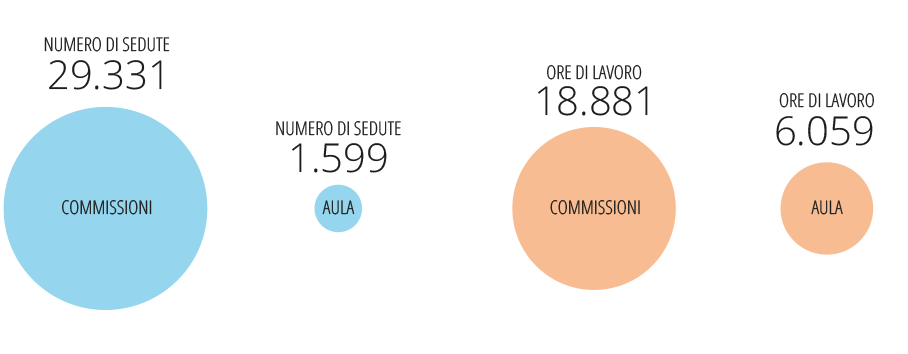 NUMERO DI SEDUTE
29.331
COMMISSIONI
NUMERO DI SEDUTE
1.599
AULA
ORE DI LAVORO
18.881
COMMISSIONI
ORE DI LAVORO
6.059
AULA